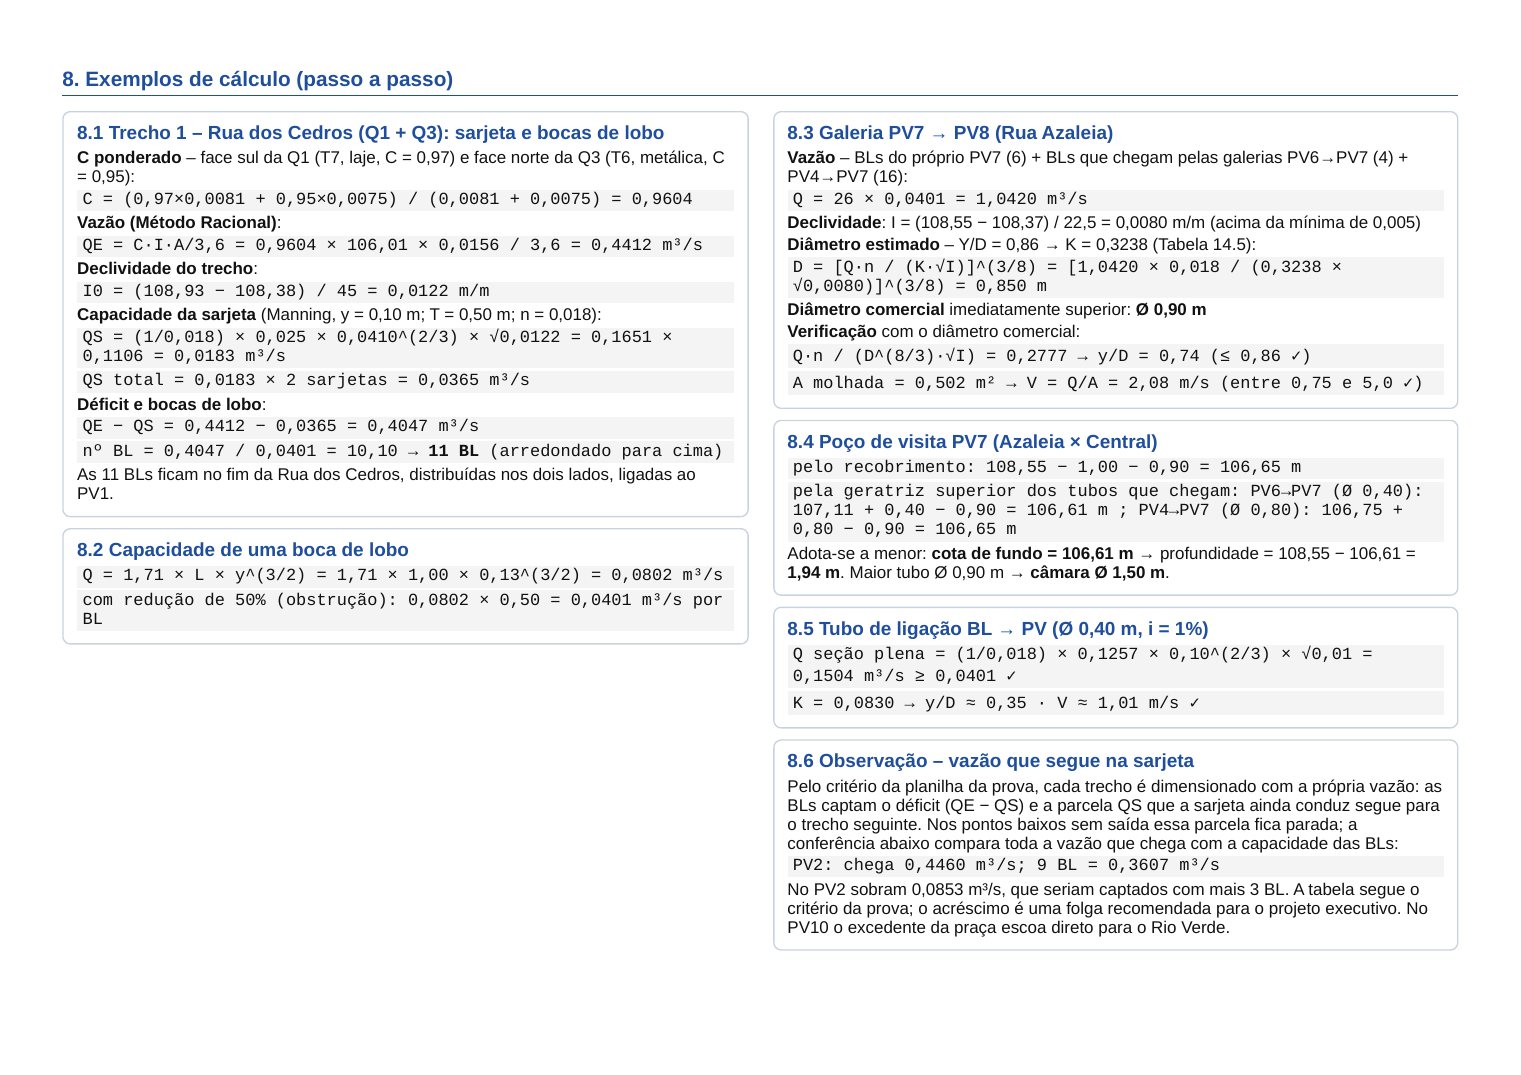 8. Exemplos de cálculo (passo a passo)
8.1 Trecho 1 – Rua dos Cedros (Q1 + Q3): sarjeta e bocas de lobo
C ponderado – face sul da Q1 (T7, laje, C = 0,97) e face norte da Q3 (T6, metálica, C
= 0,95):
C = (0,97×0,0081 + 0,95×0,0075) / (0,0081 + 0,0075) = 0,9604
Vazão (Método Racional):
QE = C·I·A/3,6 = 0,9604 × 106,01 × 0,0156 / 3,6 = 0,4412 m³/s
Declividade do trecho:
I0 = (108,93 − 108,38) / 45 = 0,0122 m/m
Capacidade da sarjeta (Manning, y = 0,10 m; T = 0,50 m; n = 0,018):
QS = (1/0,018) × 0,025 × 0,0410^(2/3) × √0,0122 = 0,1651 ×
0,1106 = 0,0183 m³/s
QS total = 0,0183 × 2 sarjetas = 0,0365 m³/s
Déficit e bocas de lobo:
QE − QS = 0,4412 − 0,0365 = 0,4047 m³/s
nº BL = 0,4047 / 0,0401 = 10,10 → 11 BL (arredondado para cima)
As 11 BLs ficam no fim da Rua dos Cedros, distribuídas nos dois lados, ligadas ao
PV1.
8.2 Capacidade de uma boca de lobo
Q = 1,71 × L × y^(3/2) = 1,71 × 1,00 × 0,13^(3/2) = 0,0802 m³/s
com redução de 50% (obstrução): 0,0802 × 0,50 = 0,0401 m³/s por
BL
8.3 Galeria PV7 → PV8 (Rua Azaleia)
Vazão – BLs do próprio PV7 (6) + BLs que chegam pelas galerias PV6→PV7 (4) +
PV4→PV7 (16):
Q = 26 × 0,0401 = 1,0420 m³/s
Declividade: I = (108,55 − 108,37) / 22,5 = 0,0080 m/m (acima da mínima de 0,005)
Diâmetro estimado – Y/D = 0,86 → K = 0,3238 (Tabela 14.5):
D = [Q·n / (K·√I)]^(3/8) = [1,0420 × 0,018 / (0,3238 ×
√0,0080)]^(3/8) = 0,850 m
Diâmetro comercial imediatamente superior: Ø 0,90 m
Verificação com o diâmetro comercial:
Q·n / (D^(8/3)·√I) = 0,2777 → y/D = 0,74 (≤ 0,86 ✓)
A molhada = 0,502 m² → V = Q/A = 2,08 m/s (entre 0,75 e 5,0 ✓)
8.4 Poço de visita PV7 (Azaleia × Central)
pelo recobrimento: 108,55 − 1,00 − 0,90 = 106,65 m
pela geratriz superior dos tubos que chegam: PV6→PV7 (Ø 0,40):
107,11 + 0,40 − 0,90 = 106,61 m ; PV4→PV7 (Ø 0,80): 106,75 +
0,80 − 0,90 = 106,65 m
Adota-se a menor: cota de fundo = 106,61 m → profundidade = 108,55 − 106,61 =
1,94 m. Maior tubo Ø 0,90 m → câmara Ø 1,50 m.
8.5 Tubo de ligação BL → PV (Ø 0,40 m, i = 1%)
Q seção plena = (1/0,018) × 0,1257 × 0,10^(2/3) × √0,01 =
0,1504 m³/s ≥ 0,0401 ✓
K = 0,0830 → y/D ≈ 0,35 · V ≈ 1,01 m/s ✓
8.6 Observação – vazão que segue na sarjeta
Pelo critério da planilha da prova, cada trecho é dimensionado com a própria vazão: as
BLs captam o déficit (QE − QS) e a parcela QS que a sarjeta ainda conduz segue para
o trecho seguinte. Nos pontos baixos sem saída essa parcela fica parada; a
conferência abaixo compara toda a vazão que chega com a capacidade das BLs:
PV2: chega 0,4460 m³/s; 9 BL = 0,3607 m³/s
No PV2 sobram 0,0853 m³/s, que seriam captados com mais 3 BL. A tabela segue o
critério da prova; o acréscimo é uma folga recomendada para o projeto executivo. No
PV10 o excedente da praça escoa direto para o Rio Verde.